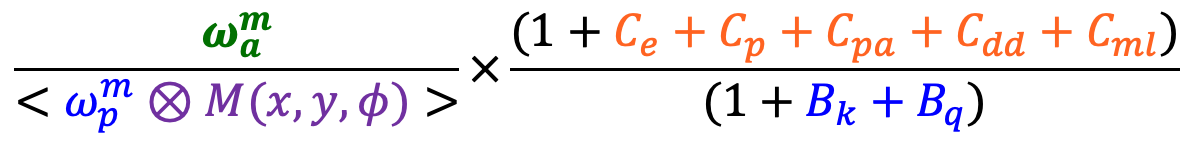 ω_a^m / < ω_p^m ⊗ M(x, y, ϕ) > × (1 + C_e + C_p + C_pa + C_dd + C_ml) / (1 + B_k + B_q)